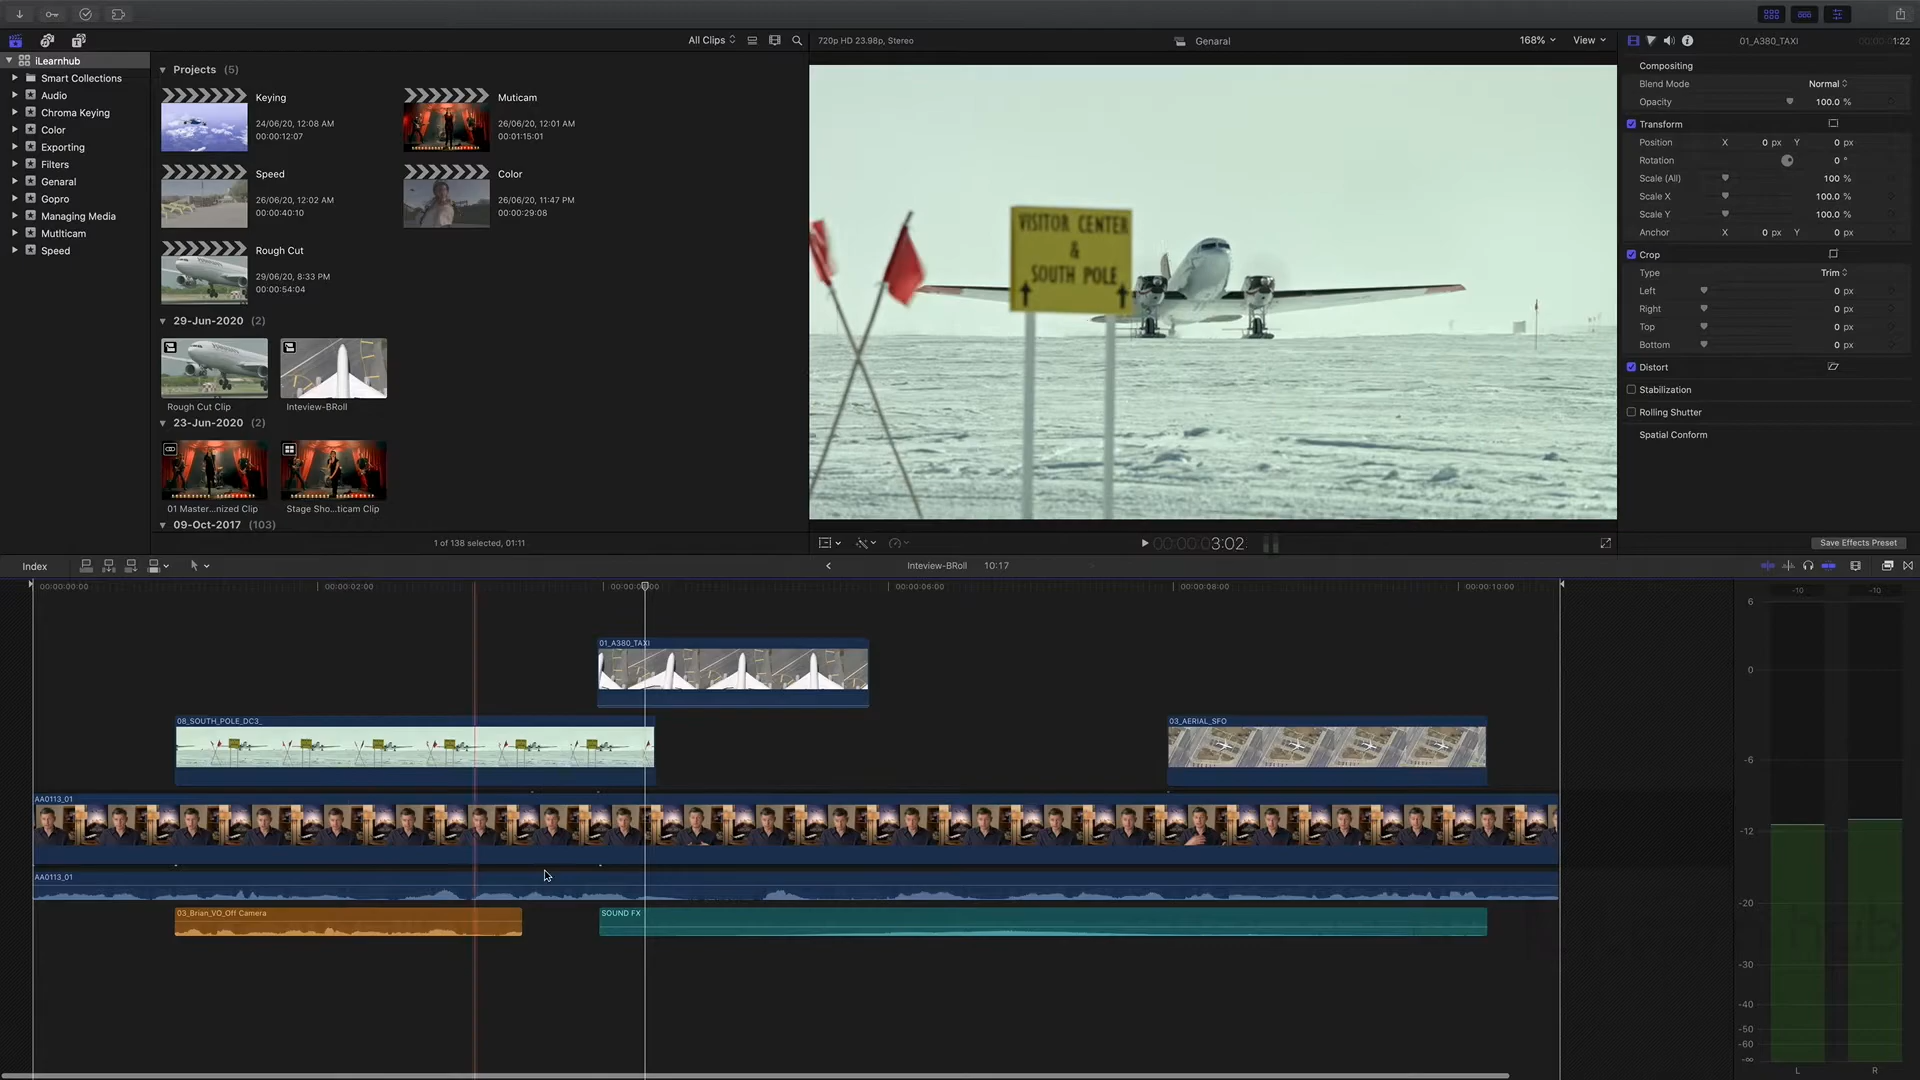 All Clips
720p HD 23.98p, Stereo
Genaral
168%
View
01_A380_TAXI
1:22
iLearnhub
Smart Collections
Audio
Chroma Keying
Color
Exporting
Filters
Genaral
Gopro
Managing Media
Mutlticam
Speed
Projects (5)
Keying
24/06/20, 12:08 AM
00:00:12:07
Muticam
26/06/20, 12:01 AM
00:01:15:01
Speed
26/06/20, 12:02 AM
00:00:40:10
Color
26/06/20, 11:47 PM
00:00:29:08
Rough Cut
29/06/20, 8:33 PM
00:00:54:04
29-Jun-2020 (2)
Rough Cut Clip
Inteview-BRoll
23-Jun-2020 (2)
01 Master...nized Clip
Stage Sho...ticam Clip
09-Oct-2017 (103)
1 of 138 selected, 01:11
VISITOR CENTER
&
SOUTH POLE
00:00:03:02
Compositing
Blend Mode Normal
Opacity 100.0 %
Transform
Position X 0 px Y 0 px
Rotation 0 °
Scale (All) 100 %
Scale X 100.0 %
Scale Y 100.0 %
Anchor X 0 px Y 0 px
Crop
Type Trim
Left 0 px
Right 0 px
Top 0 px
Bottom 0 px
Distort
Stabilization
Rolling Shutter
Spatial Conform
Save Effects Preset
Index
Inteview-BRoll 10:17
00:00:00:00
00:00:02:00
00:00:06:00
00:00:08:00
00:00:10:00
01_A380_TAXI
08_SOUTH_POLE_DC3_
03_AERIAL_SFO
AA0113_01
AA0113_01
03_Brian_VO_Off Camera
SOUND FX
-10 -10
6
0
-6
-12
-20
-30
-40
-50
-60
-∞
L R